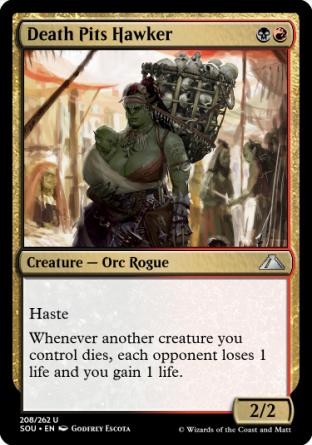 Death Pits Hawker
Creature — Orc Rogue
Haste
Whenever another creature you
control dies, each opponent loses 1
life and you gain 1 life.
2/2
208/262 U
SOU • EN Godfrey Escota
© Wizards of the Coast and Matt